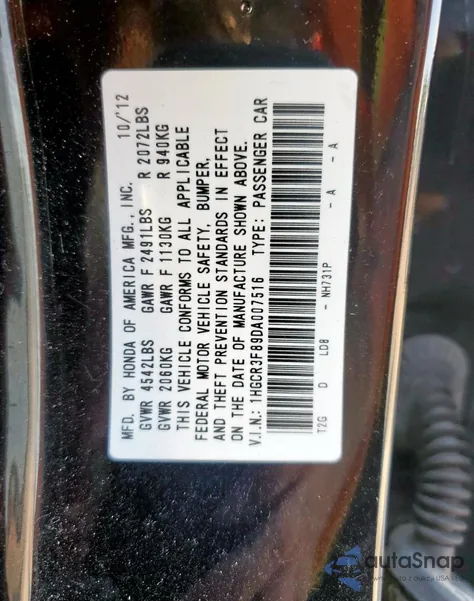 MFD. BY HONDA OF AMERICA MFG., INC. 10/12
GVWR 4542LBS GAWR F 2491LBS R 2072LBS
GVWR 2060KG GAWR F 1130KG R 940KG
THIS VEHICLE CONFORMS TO ALL APPLICABLE
FEDERAL MOTOR VEHICLE SAFETY, BUMPER,
AND THEFT PREVENTION STANDARDS IN EFFECT
ON THE DATE OF MANUFACTURE SHOWN ABOVE.
V.I.N.: 1HGCR3F89DA007516 TYPE: PASSENGER CAR
T2G D LD8 - NH731P - A - A
autaSnap